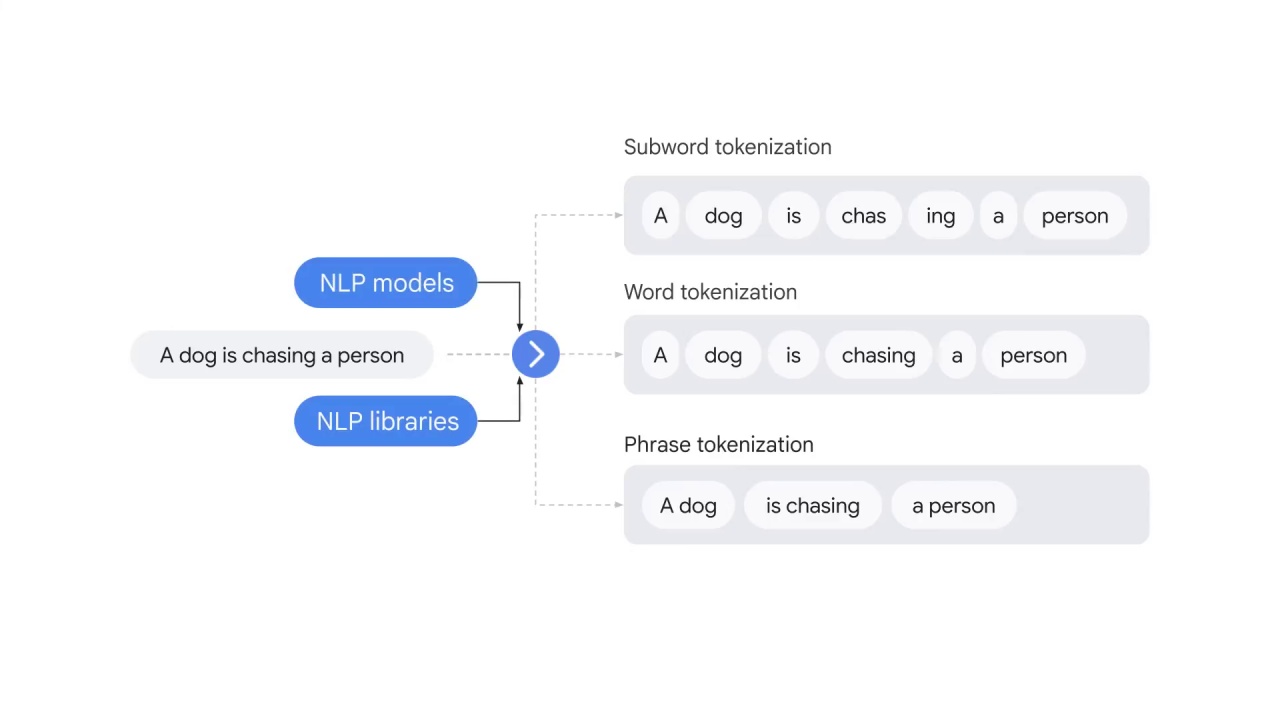 Subword tokenization
A dog is chas ing a person
NLP models
Word tokenization
A dog is chasing a person
A dog is chasing a person
NLP libraries
Phrase tokenization
A dog is chasing a person